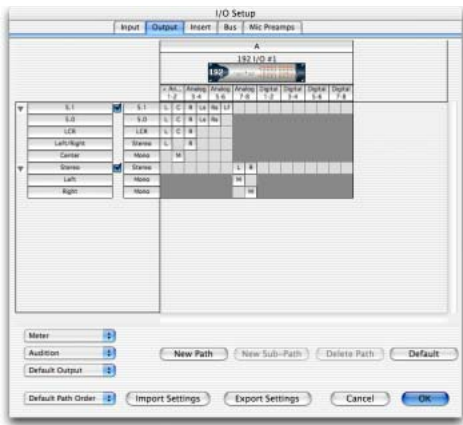 I/O Setup
Input Output Insert Bus Mic Preamps
A
192 I/O #1
192
Analog Analog Analog Digital Digital Digital Digital
1-2 3-4 5-6 7-8 1-2 3-4 5-6 7-8
5.1 5.1 L C R Ls Rs Lf
5.0 5.0 L C R Ls Rs
LCR LCR L C R
Left/Right Stereo L R
Center Mono M
Stereo Stereo L R
Left Mono M
Right Mono M
Meter
Audition New Path New Sub-Path Delete Path Default
Default Output
Default Path Order Import Settings Export Settings Cancel OK